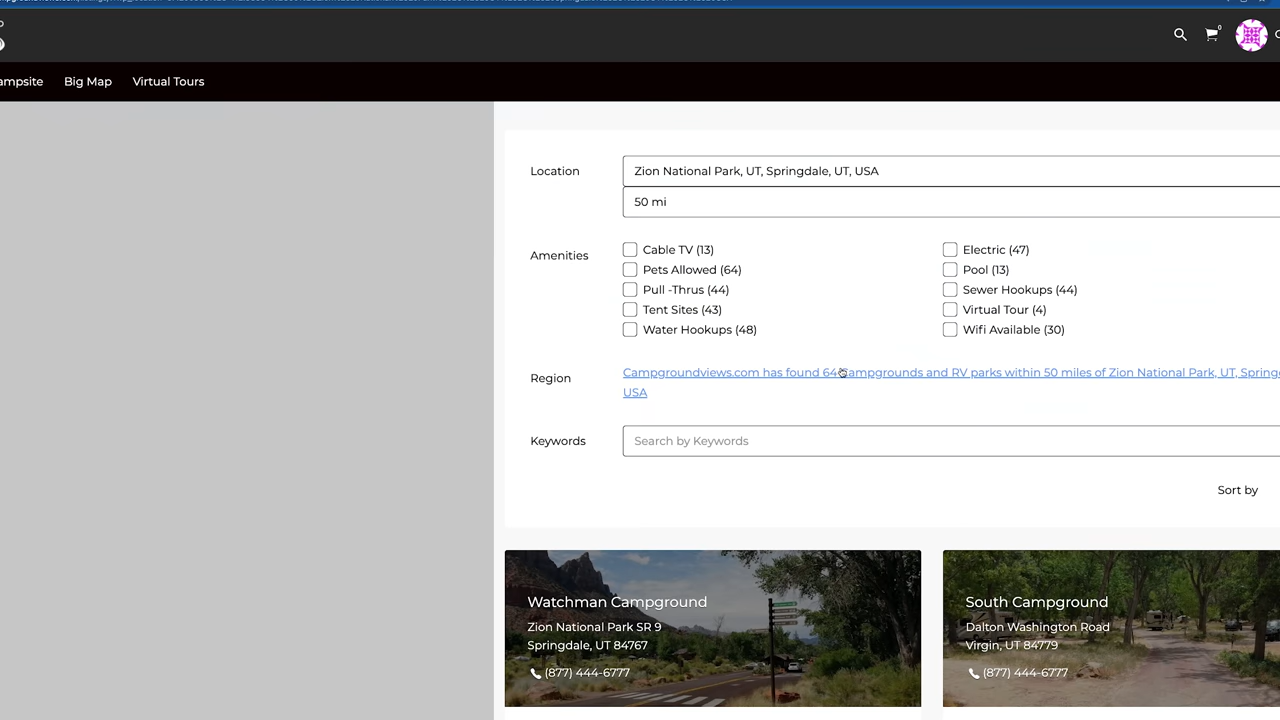 0
ampsite Big Map Virtual Tours
Location
Zion National Park, UT, Springdale, UT, USA
50 mi
Amenities
Cable TV (13)
Electric (47)
Pets Allowed (64)
Pool (13)
Pull -Thrus (44)
Sewer Hookups (44)
Tent Sites (43)
Virtual Tour (4)
Water Hookups (48)
Wifi Available (30)
Region
Campgroundviews.com has found 64 Campgrounds and RV parks within 50 miles of Zion National Park, UT, Spring
USA
Keywords
Search by Keywords
Sort by
Watchman Campground
Zion National Park SR 9
Springdale, UT 84767
(877) 444-6777
South Campground
Dalton Washington Road
Virgin, UT 84779
(877) 444-6777